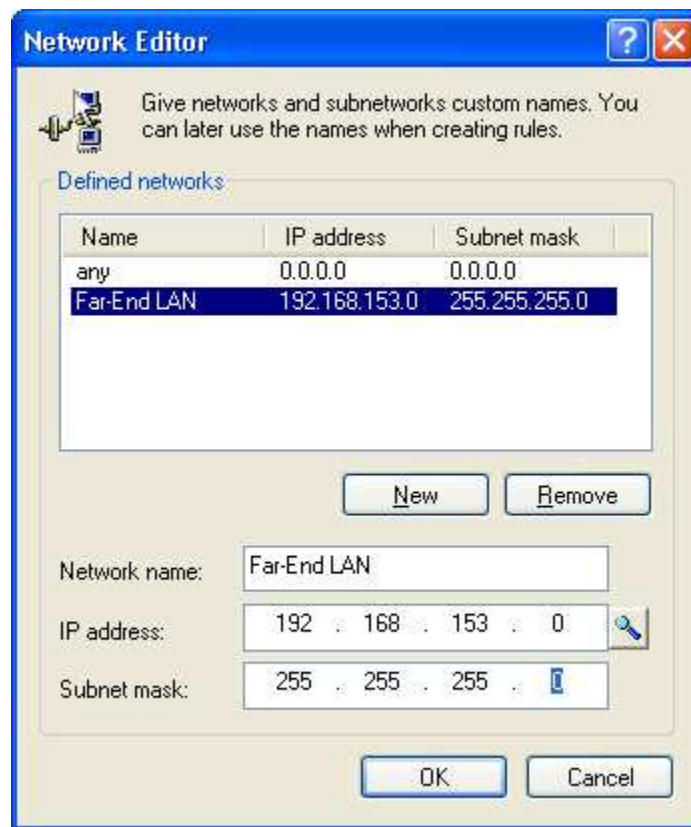 Network Editor
Give networks and subnetworks custom names. You
can later use the names when creating rules.
Defined networks
Name IP address Subnet mask
any 0.0.0.0 0.0.0.0
Far-End LAN 192.168.153.0 255.255.255.0
New Remove
Network name: Far-End LAN
IP address: 192 . 168 . 153 . 0
Subnet mask: 255 . 255 . 255 . 0
OK Cancel